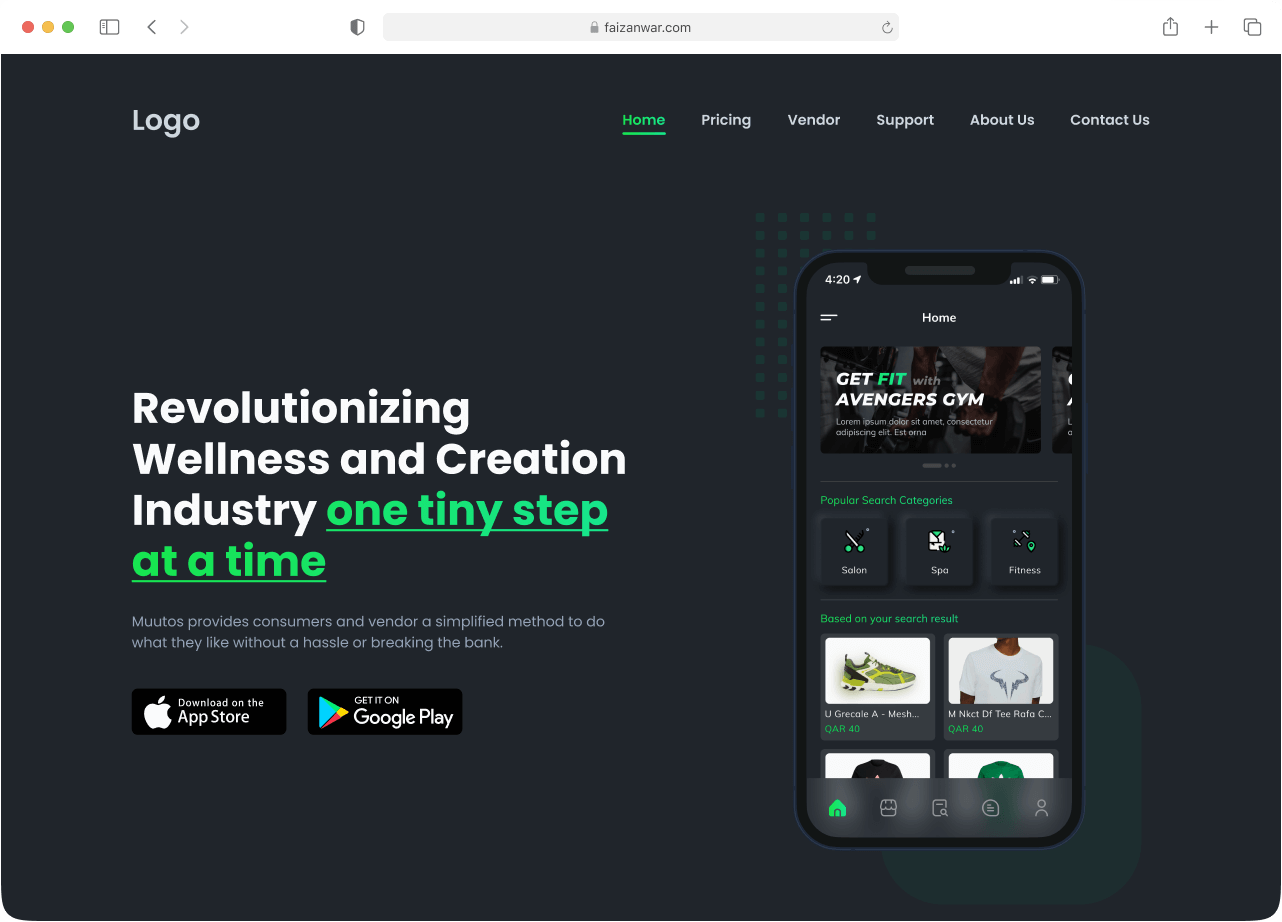 faizanwar.com
Logo
Home
Pricing
Vendor
Support
About Us
Contact Us
Revolutionizing
Wellness and Creation
Industry one tiny step
at a time
Muutos provides consumers and vendor a simplified method to do
what they like without a hassle or breaking the bank.
Download on the
App Store
GET IT ON
Google Play
4:20
Home
GET FIT with
AVENGERS GYM
Lorem ipsum dolor sit amet, consectetur
adipiscing elit. Est orna
Popular Search Categories
Salon
Spa
Fitness
Based on your search result
U Grecale A - Mesh...
QAR 40
M Nkct Df Tee Rafa C...
QAR 40